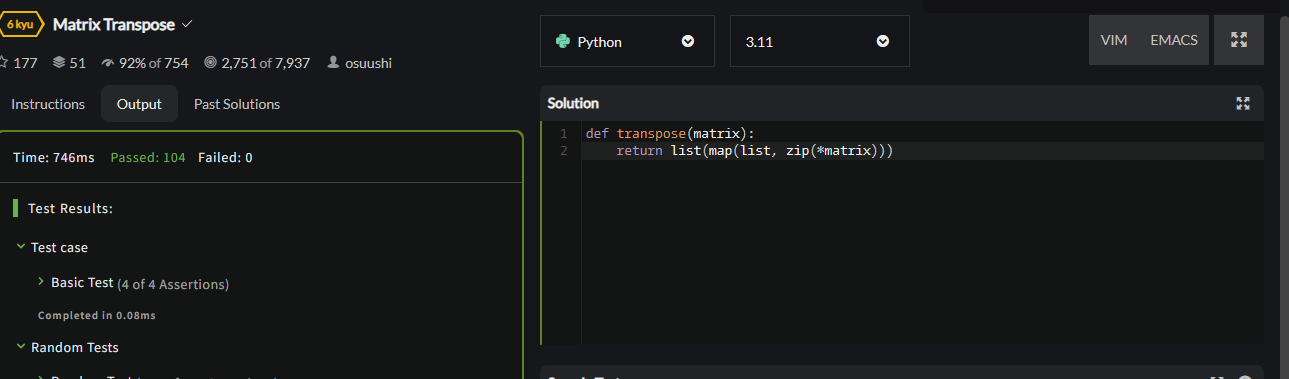 6 kyu Matrix Transpose
177 51 92% of 754 2,751 of 7,937 osuushi
Instructions Output Past Solutions
Time: 746ms Passed: 104 Failed: 0
Test Results:
Test case
Basic Test (4 of 4 Assertions)
Completed in 0.08ms
Random Tests
Python 3.11 VIM EMACS
Solution
1 def transpose(matrix):
2     return list(map(list, zip(*matrix)))